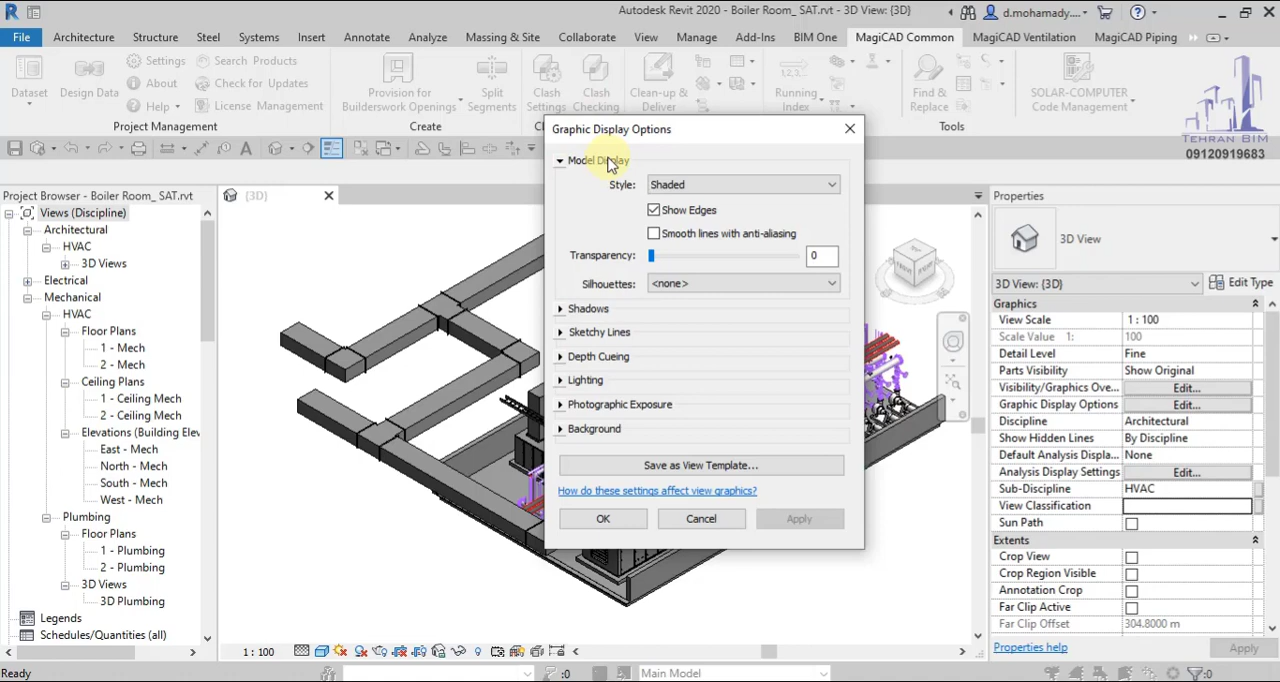 R
Autodesk Revit 2020 - Boiler Room_ SAT.rvt - 3D View: {3D}
d.mohamady....
File Architecture Structure Steel Systems Insert Annotate Analyze Massing & Site Collaborate View Manage Add-Ins BIM One MagiCAD Common MagiCAD Ventilation MagiCAD Piping
Dataset
Design Data
Settings
About
Help
Search Products
Check for Updates
License Management
Project Management
Provision for
Builderswork Openings
Split
Segments
Create
Clash
Settings
Clash
Checking
Clean-up &
Deliver
Running
Index
Find &
Replace
SOLAR-COMPUTER
Code Management
Tools
TEHRAN BIM
09120919683
Project Browser - Boiler Room_ SAT.rvt
Views (Discipline)
Architectural
HVAC
3D Views
Electrical
Mechanical
HVAC
Floor Plans
1 - Mech
2 - Mech
Ceiling Plans
1 - Ceiling Mech
2 - Ceiling Mech
Elevations (Building Elev
East - Mech
North - Mech
South - Mech
West - Mech
Plumbing
Floor Plans
1 - Plumbing
2 - Plumbing
3D Views
3D Plumbing
Legends
Schedules/Quantities (all)
{3D}
Graphic Display Options
Model Display
Style: Shaded
Show Edges
Smooth lines with anti-aliasing
Transparency: 0
Silhouettes: <none>
Shadows
Sketchy Lines
Depth Cueing
Lighting
Photographic Exposure
Background
Save as View Template...
How do these settings affect view graphics?
OK Cancel Apply
Properties
3D View
3D View: {3D} Edit Type
Graphics
View Scale 1 : 100
Scale Value 1: 100
Detail Level Fine
Parts Visibility Show Original
Visibility/Graphics Ove... Edit...
Graphic Display Options Edit...
Discipline Architectural
Show Hidden Lines By Discipline
Default Analysis Displa... None
Analysis Display Settings Edit...
Sub-Discipline HVAC
View Classification
Sun Path
Extents
Crop View
Crop Region Visible
Annotation Crop
Far Clip Active
Far Clip Offset 304.8000 m
Properties help Apply
1 : 100
Ready
:0
Main Model
:0